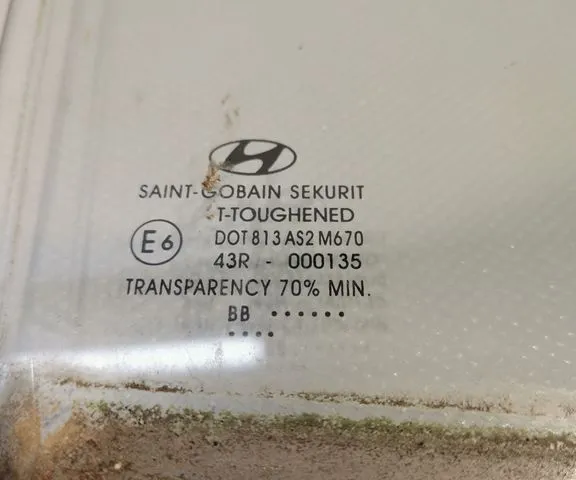 SAINT-GOBAIN SEKURIT
T-TOUGHENED
E6
DOT 813 AS2 M670
43R - 000135
TRANSPARENCY 70% MIN.
BB ······
····